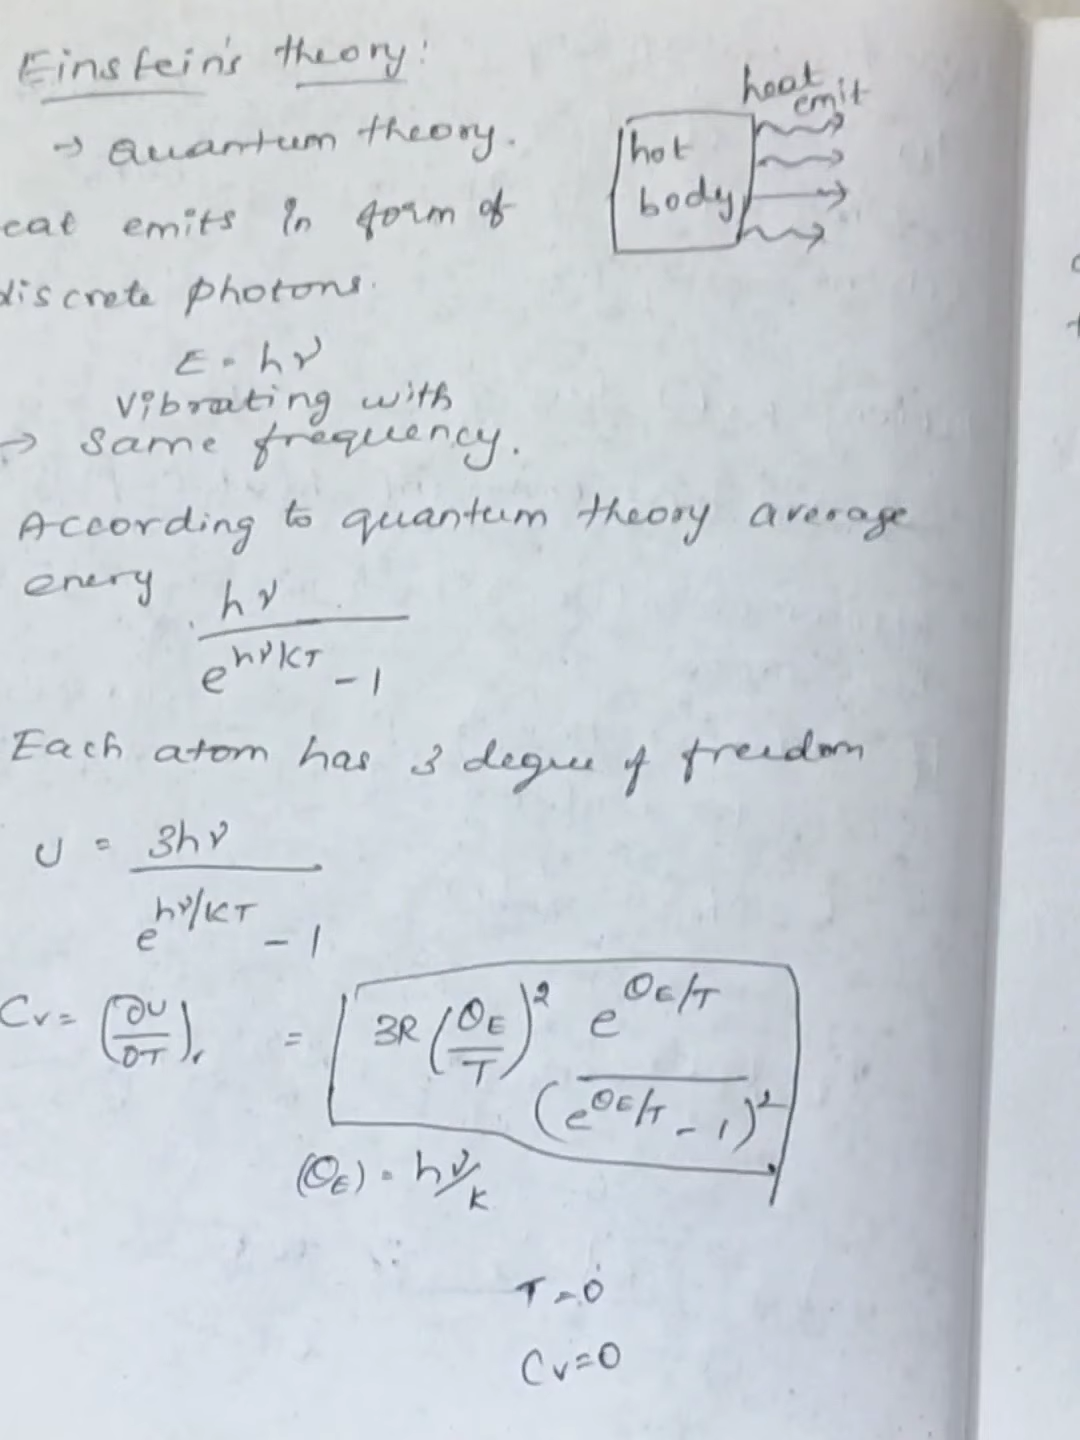 Einstein's theory:
heat
emit
→ Quantum theory.
hot
body
eat emits in form of
discrete photons.
E = hν
Vibrating with
→ same frequency.
According to quantum theory average
enery
hν
e^hνKT - 1
Each atom has 3 degree of freedom
U = 3hν
e^hν/KT - 1
Cv = (∂U/∂T)v = 3R (ΘE/T)^2 e^ΘE/T
(e^ΘE/T - 1)^2
(ΘE) = hν/K
T = 0
Cv = 0